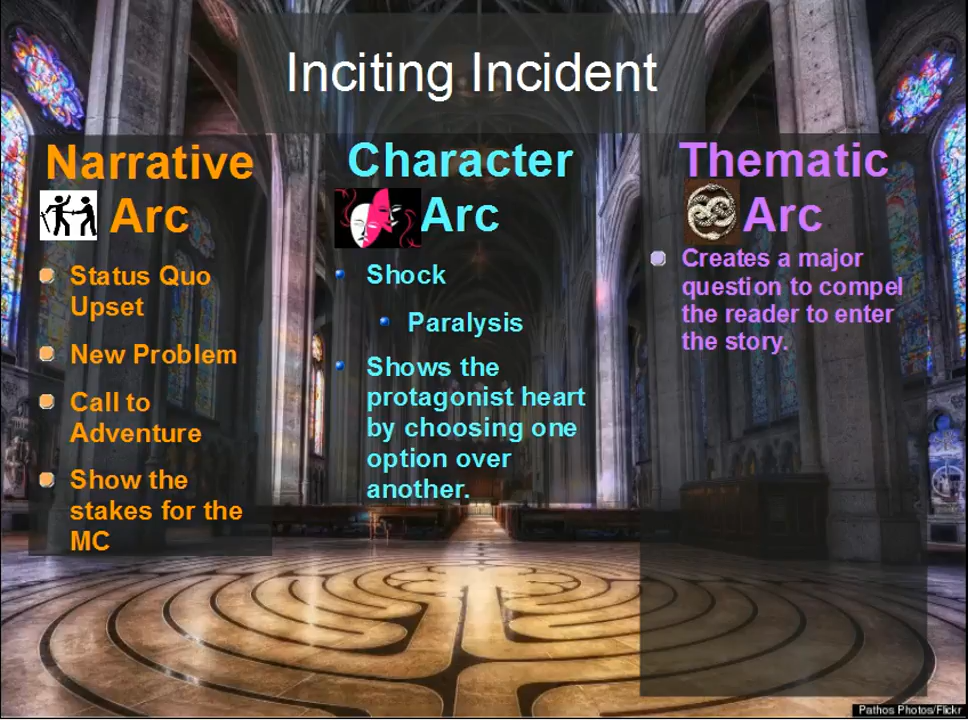 Inciting Incident
Narrative
Arc
Status Quo
Upset
New Problem
Call to
Adventure
Show the
stakes for the
MC
Character
Arc
Shock
Paralysis
Shows the
protagonist heart
by choosing one
option over
another.
Thematic
Arc
Creates a major
question to compel
the reader to enter
the story.
Pathos Photos/Flickr